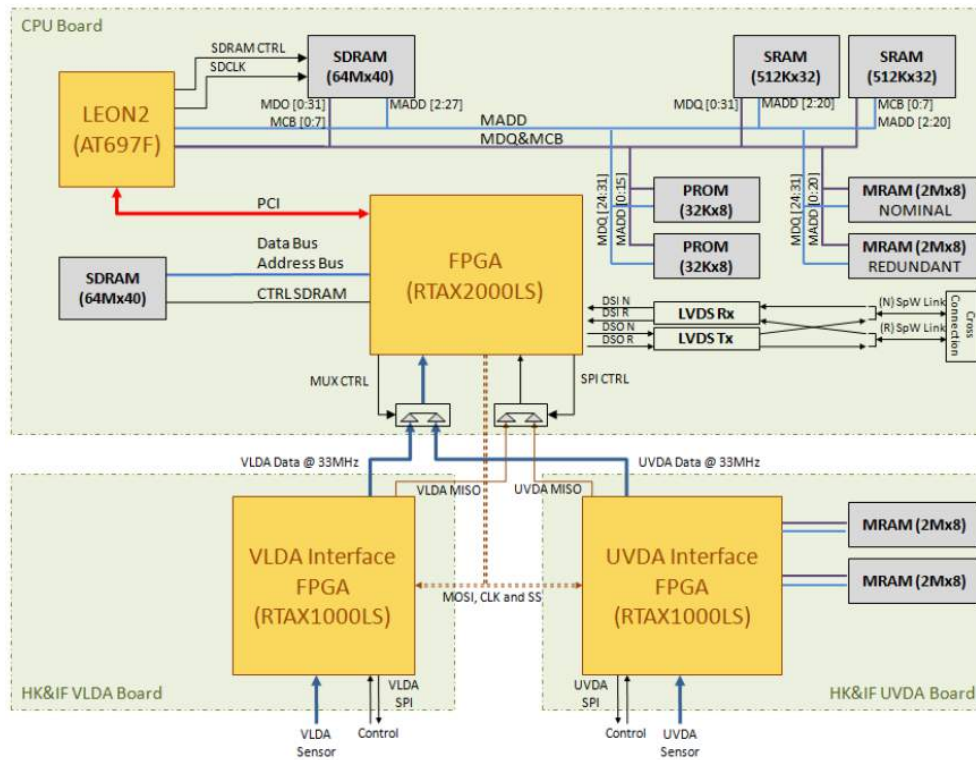 CPU Board
SDRAM CTRL
SDCLK
SDRAM
(64Mx40)
SRAM
(512Kx32)
SRAM
(512Kx32)
LEON2
(AT697F)
MDO [0:31]
MCB [0:7]
MADD [2:27]
MADD
MDQ&MCB
MDQ [0:31]
MADD [2:20]
MCB [0:7]
MADD [2:20]
MDQ [24:31]
MADD [0:15]
PROM
(32Kx8)
PROM
(32Kx8)
MDQ [24:31]
MADD [0:20]
MRAM (2Mx8)
NOMINAL
MRAM (2Mx8)
REDUNDANT
PCI
FPGA
(RTAX2000LS)
SDRAM
(64Mx40)
Data Bus
Address Bus
CTRL SDRAM
DSI N
DSI R
DSO N
DSO R
LVDS Rx
LVDS Tx
(N) SpW Link
(R) SpW Link
Cross
Connection
MUX CTRL
SPI CTRL
VLDA Data @ 33MHz
UVDA Data @ 33MHz
VLDA MISO
UVDA MISO
VLDA Interface
FPGA
(RTAX1000LS)
MOSI, CLK and SS
UVDA Interface
FPGA
(RTAX1000LS)
MRAM (2Mx8)
MRAM (2Mx8)
HK&IF VLDA Board
VLDA
SPI
UVDA
SPI
HK&IF UVDA Board
VLDA
Sensor
Control
Control
UVDA
Sensor